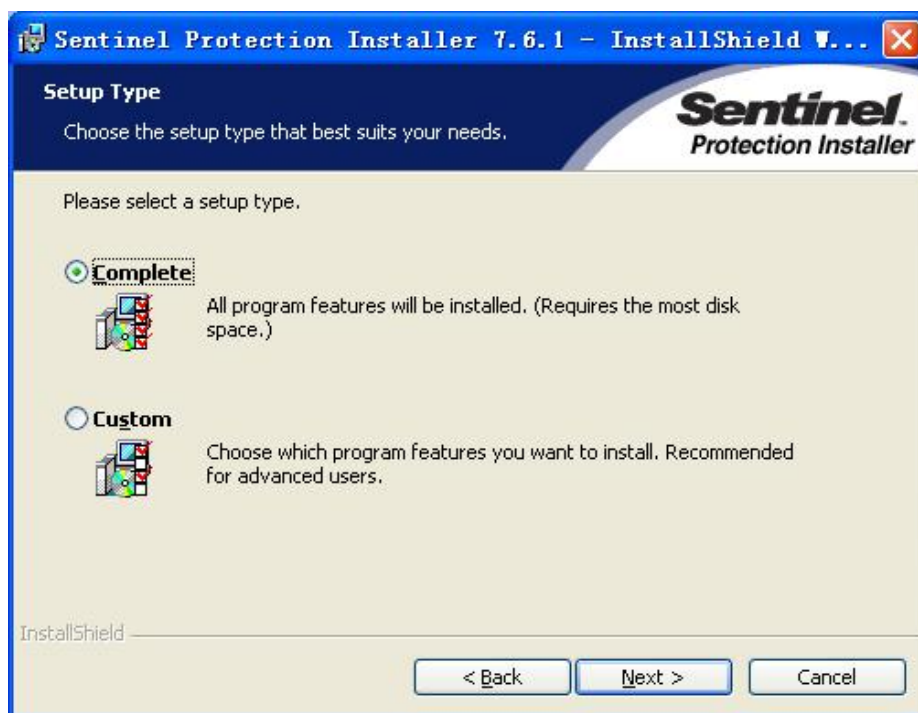 Sentinel Protection Installer 7.6.1 - InstallShield W...
Setup Type
Choose the setup type that best suits your needs.
Sentinel.
Protection Installer
Please select a setup type.
Complete
All program features will be installed. (Requires the most disk
space.)
Custom
Choose which program features you want to install. Recommended
for advanced users.
InstallShield
< Back
Next >
Cancel